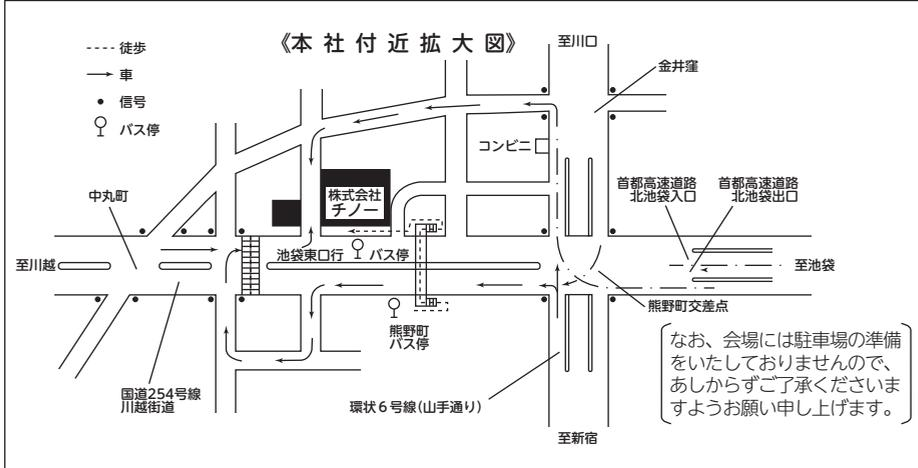 《本社付近拡大図》
徒歩
車
信号
バス停
至川口
金井窪
コンビニ
株式会社
チノー
中丸町
首都高速道路
北池袋入口
首都高速道路
北池袋出口
至川越
池袋東口行
バス停
至池袋
熊野町
バス停
熊野町交差点
国道254号線
川越街道
環状6号線(山手通り)
至新宿
なお、会場には駐車場の準備
をいたしておりませんので、
あしからずご了承くださいま
すようお願い申し上げます。